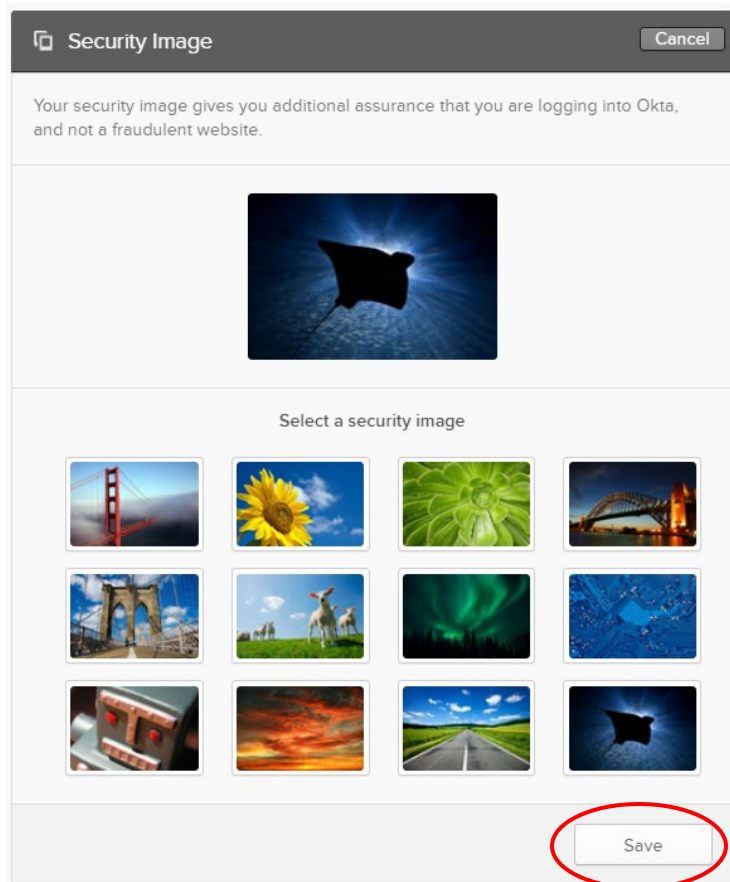 Security Image
Cancel
Your security image gives you additional assurance that you are logging into Okta,
and not a fraudulent website.
Select a security image
Save